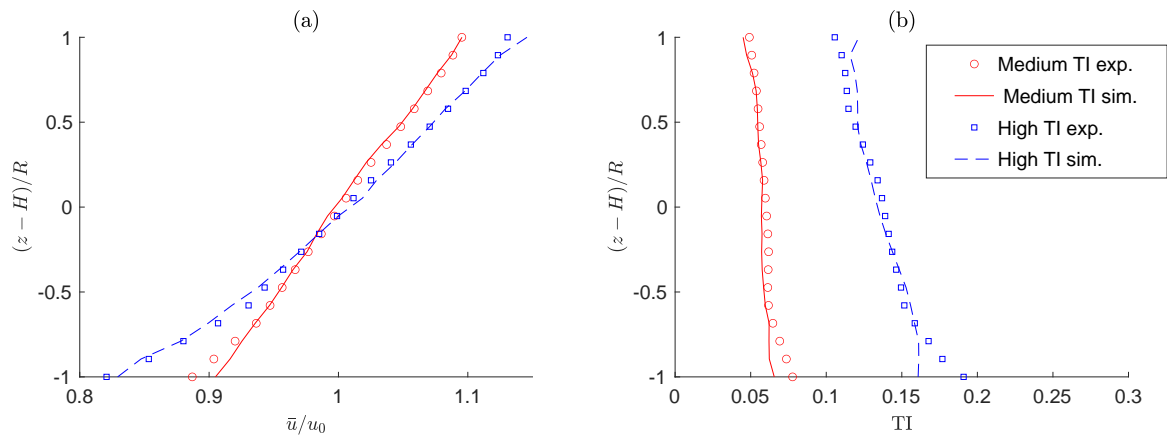 (a)
1
0.5
0
-0.5
-1
(z − H)/R
0.8
0.9
1
1.1
ū/u₀
(b)
1
0.5
0
-0.5
-1
(z − H)/R
0
0.05
0.1
0.15
0.2
0.25
0.3
TI
Medium TI exp.
Medium TI sim.
High TI exp.
High TI sim.